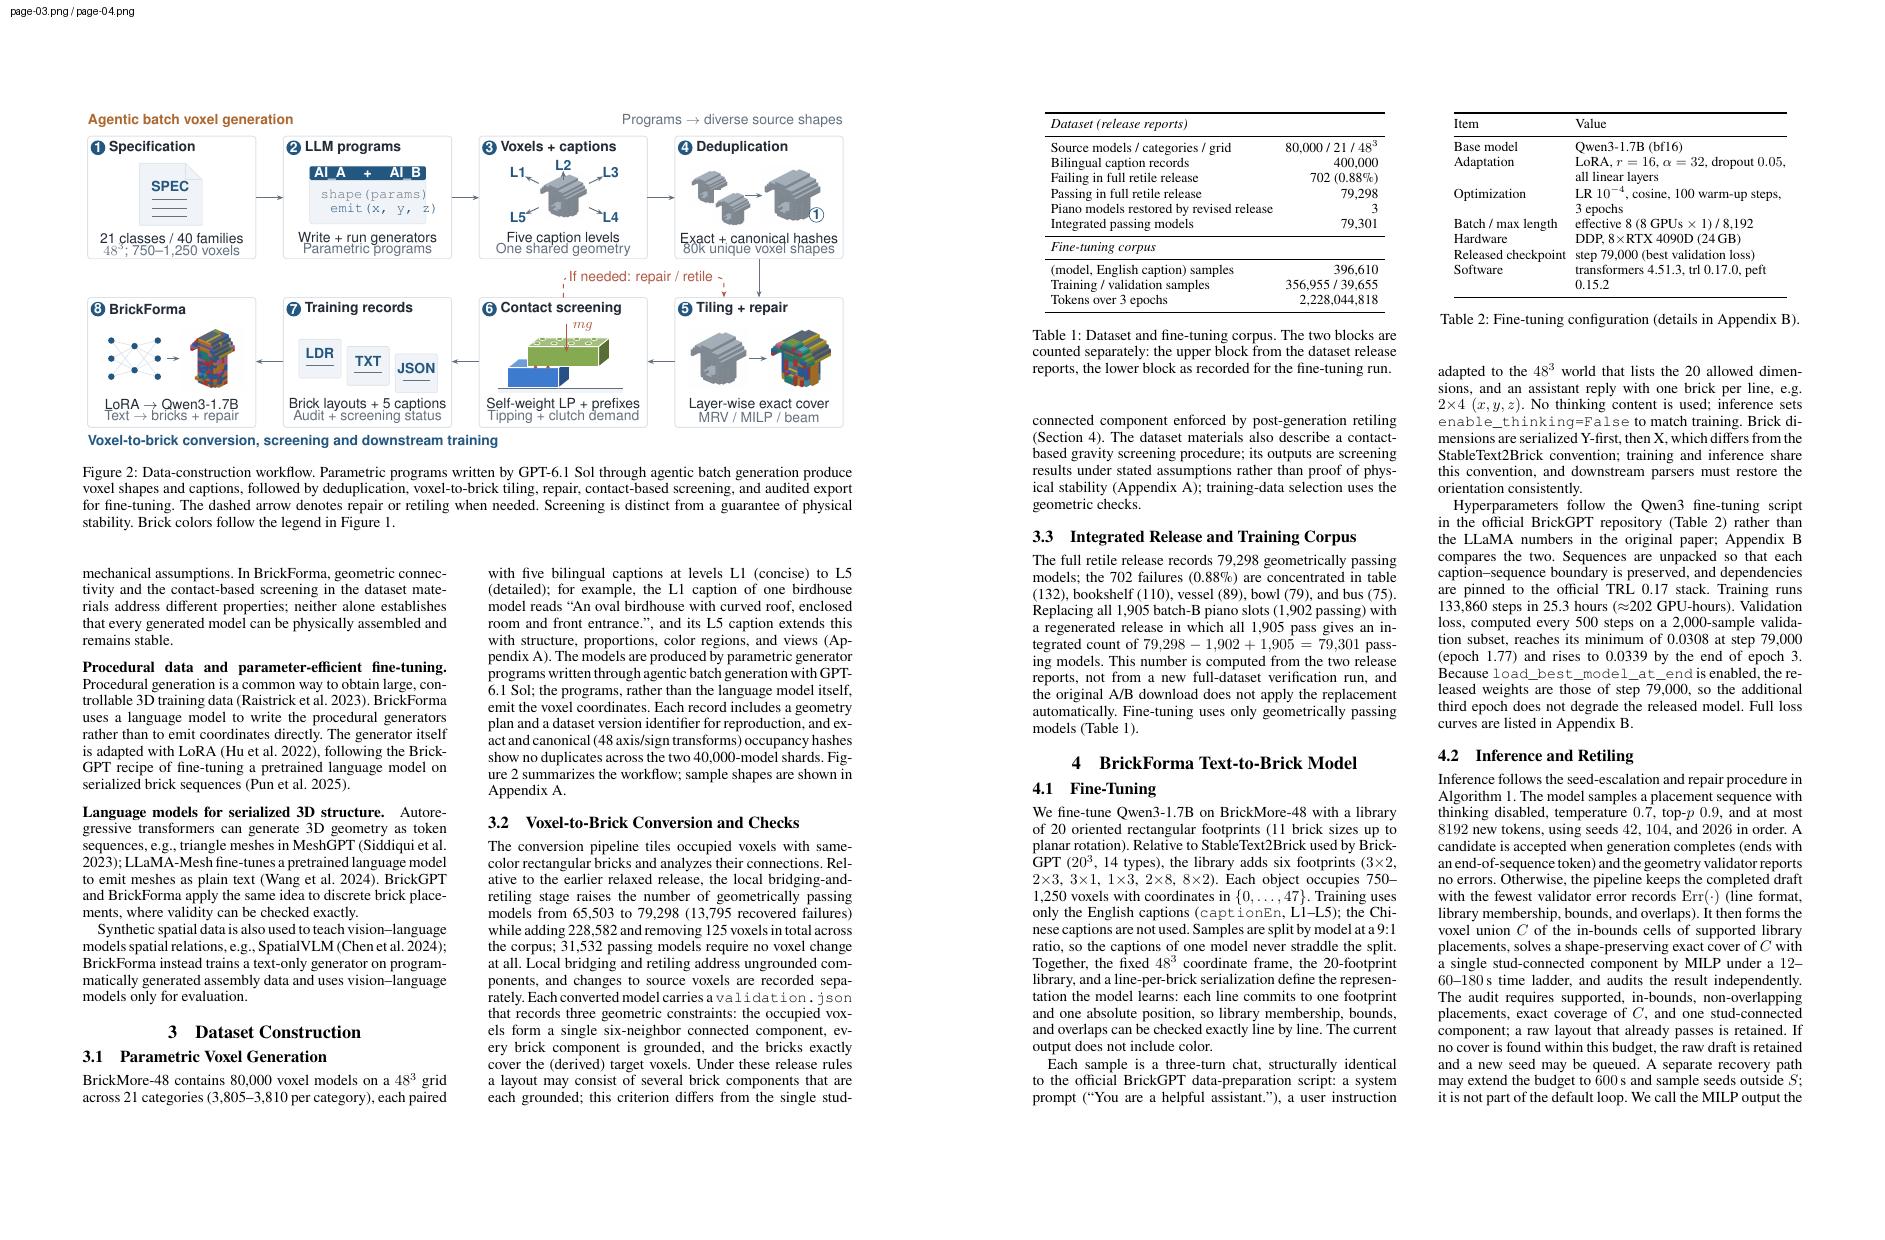 page-03.png / page-04.png
Agentic batch voxel generation
Programs → diverse source shapes
1 Specification
SPEC
21 classes / 40 families
48³; 750–1,250 voxels
2 LLM programs
AI A + AI B
shape(params)
emit(x, y, z)
Write + run generators
Parametric programs
3 Voxels + captions
L1
L2
L3
L5
L4
Five caption levels
One shared geometry
4 Deduplication
1
Exact + canonical hashes
80k unique voxel shapes
If needed: repair / retile
8 BrickForma
LoRA → Qwen3-1.7B
Text → bricks + repair
7 Training records
LDR
TXT
JSON
Brick layouts + 5 captions
Audit + screening status
6 Contact screening
mg
Self-weight LP + prefixes
Tipping + clutch demand
5 Tiling + repair
Layer-wise exact cover
MRV / MILP / beam
Voxel-to-brick conversion, screening and downstream training
Figure 2: Data-construction workflow. Parametric programs written by GPT-6.1 Sol through agentic batch generation produce
voxel shapes and captions, followed by deduplication, voxel-to-brick tiling, repair, contact-based screening, and audited export
for fine-tuning. The dashed arrow denotes repair or retiling when needed. Screening is distinct from a guarantee of physical
stability. Brick colors follow the legend in Figure 1.
mechanical assumptions. In BrickForma, geometric connec-
tivity and the contact-based screening in the dataset mate-
rials address different properties; neither alone establishes
that every generated model can be physically assembled and
remains stable.
Procedural data and parameter-efficient fine-tuning.
Procedural generation is a common way to obtain large, con-
trollable 3D training data (Raistrick et al. 2023). BrickForma
uses a language model to write the procedural generators
rather than to emit coordinates directly. The generator itself
is adapted with LoRA (Hu et al. 2022), following the Brick-
GPT recipe of fine-tuning a pretrained language model on
serialized brick sequences (Pun et al. 2025).
Language models for serialized 3D structure. Autore-
gressive transformers can generate 3D geometry as token
sequences, e.g., triangle meshes in MeshGPT (Siddiqui et al.
2023); LLaMA-Mesh fine-tunes a pretrained language model
to emit meshes as plain text (Wang et al. 2024). BrickGPT
and BrickForma apply the same idea to discrete brick place-
ments, where validity can be checked exactly.
Synthetic spatial data is also used to teach vision–language
models spatial relations, e.g., SpatialVLM (Chen et al. 2024);
BrickForma instead trains a text-only generator on program-
matically generated assembly data and uses vision–language
models only for evaluation.
3 Dataset Construction
3.1 Parametric Voxel Generation
BrickMore-48 contains 80,000 voxel models on a 48³ grid
across 21 categories (3,805–3,810 per category), each paired
with five bilingual captions at levels L1 (concise) to L5
(detailed); for example, the L1 caption of one birdhouse
model reads “An oval birdhouse with curved roof, enclosed
room and front entrance.”, and its L5 caption extends this
with structure, proportions, color regions, and views (Ap-
pendix A). The models are produced by parametric generator
programs written through agentic batch generation with GPT-
6.1 Sol; the programs, rather than the language model itself,
emit the voxel coordinates. Each record includes a geometry
plan and a dataset version identifier for reproduction, and ex-
act and canonical (48 axis/sign transforms) occupancy hashes
show no duplicates across the two 40,000-model shards. Fig-
ure 2 summarizes the workflow; sample shapes are shown in
Appendix A.
3.2 Voxel-to-Brick Conversion and Checks
The conversion pipeline tiles occupied voxels with same-
color rectangular bricks and analyzes their connections. Rel-
ative to the earlier relaxed release, the local bridging-and-
retiling stage raises the number of geometrically passing
models from 65,503 to 79,298 (13,795 recovered failures)
while adding 228,582 and removing 125 voxels in total across
the corpus; 31,532 passing models require no voxel change
at all. Local bridging and retiling address ungrounded com-
ponents, and changes to source voxels are recorded sepa-
rately. Each converted model carries a validation.json
that records three geometric constraints: the occupied vox-
els form a single six-neighbor connected component, ev-
ery brick component is grounded, and the bricks exactly
cover the (derived) target voxels. Under these release rules
a layout may consist of several brick components that are
each grounded; this criterion differs from the single stud-
Dataset (release reports)
Source models / categories / grid 80,000 / 21 / 48³
Bilingual caption records 400,000
Failing in full retile release 702 (0.88%)
Passing in full retile release 79,298
Piano models restored by revised release 3
Integrated passing models 79,301
Fine-tuning corpus
(model, English caption) samples 396,610
Training / validation samples 356,955 / 39,655
Tokens over 3 epochs 2,228,044,818
Table 1: Dataset and fine-tuning corpus. The two blocks are
counted separately: the upper block from the dataset release
reports, the lower block as recorded for the fine-tuning run.
connected component enforced by post-generation retiling
(Section 4). The dataset materials also describe a contact-
based gravity screening procedure; its outputs are screening
results under stated assumptions rather than proof of phys-
ical stability (Appendix A); training-data selection uses the
geometric checks.
3.3 Integrated Release and Training Corpus
The full retile release records 79,298 geometrically passing
models; the 702 failures (0.88%) are concentrated in table
(132), bookshelf (110), vessel (89), bowl (79), and bus (75).
Replacing all 1,905 batch-B piano slots (1,902 passing) with
a regenerated release in which all 1,905 pass gives an in-
tegrated count of 79,298 − 1,902 + 1,905 = 79,301 pass-
ing models. This number is computed from the two release
reports, not from a new full-dataset verification run, and
the original A/B download does not apply the replacement
automatically. Fine-tuning uses only geometrically passing
models (Table 1).
4 BrickForma Text-to-Brick Model
4.1 Fine-Tuning
We fine-tune Qwen3-1.7B on BrickMore-48 with a library
of 20 oriented rectangular footprints (11 brick sizes up to
planar rotation). Relative to StableText2Brick used by Brick-
GPT (20³, 14 types), the library adds six footprints (3×2,
2×3, 3×1, 1×3, 2×8, 8×2). Each object occupies 750–
1,250 voxels with coordinates in {0, . . . , 47}. Training uses
only the English captions (captionEn, L1–L5); the Chi-
nese captions are not used. Samples are split by model at a 9:1
ratio, so the captions of one model never straddle the split.
Together, the fixed 48³ coordinate frame, the 20-footprint
library, and a line-per-brick serialization define the represen-
tation the model learns: each line commits to one footprint
and one absolute position, so library membership, bounds,
and overlaps can be checked exactly line by line. The current
output does not include color.
Each sample is a three-turn chat, structurally identical
to the official BrickGPT data-preparation script: a system
prompt (“You are a helpful assistant.”), a user instruction
Item Value
Base model Qwen3-1.7B (bf16)
Adaptation LoRA, r = 16, α = 32, dropout 0.05,
all linear layers
Optimization LR 10⁻⁴, cosine, 100 warm-up steps,
3 epochs
Batch / max length effective 8 (8 GPUs × 1) / 8,192
Hardware DDP, 8×RTX 4090D (24 GB)
Released checkpoint step 79,000 (best validation loss)
Software transformers 4.51.3, trl 0.17.0, peft
0.15.2
Table 2: Fine-tuning configuration (details in Appendix B).
adapted to the 48³ world that lists the 20 allowed dimen-
sions, and an assistant reply with one brick per line, e.g.
2×4 (x, y, z). No thinking content is used; inference sets
enable_thinking=False to match training. Brick di-
mensions are serialized Y-first, then X, which differs from the
StableText2Brick convention; training and inference share
this convention, and downstream parsers must restore the
orientation consistently.
Hyperparameters follow the Qwen3 fine-tuning script
in the official BrickGPT repository (Table 2) rather than
the LLaMA numbers in the original paper; Appendix B
compares the two. Sequences are unpacked so that each
caption–sequence boundary is preserved, and dependencies
are pinned to the official TRL 0.17 stack. Training runs
133,860 steps in 25.3 hours (≈202 GPU-hours). Validation
loss, computed every 500 steps on a 2,000-sample valida-
tion subset, reaches its minimum of 0.0308 at step 79,000
(epoch 1.77) and rises to 0.0339 by the end of epoch 3.
Because load_best_model_at_end is enabled, the re-
leased weights are those of step 79,000, so the additional
third epoch does not degrade the released model. Full loss
curves are listed in Appendix B.
4.2 Inference and Retiling
Inference follows the seed-escalation and repair procedure in
Algorithm 1. The model samples a placement sequence with
thinking disabled, temperature 0.7, top-p 0.9, and at most
8192 new tokens, using seeds 42, 104, and 2026 in order. A
candidate is accepted when generation completes (ends with
an end-of-sequence token) and the geometry validator reports
no errors. Otherwise, the pipeline keeps the completed draft
with the fewest validator error records Err(·) (line format,
library membership, bounds, and overlaps). It then forms the
voxel union C of the in-bounds cells of supported library
placements, solves a shape-preserving exact cover of C with
a single stud-connected component by MILP under a 12–
60–180 s time ladder, and audits the result independently.
The audit requires supported, in-bounds, non-overlapping
placements, exact coverage of C, and one stud-connected
component; a raw layout that already passes is retained. If
no cover is found within this budget, the raw draft is retained
and a new seed may be queued. A separate recovery path
may extend the budget to 600 s and sample seeds outside S;
it is not part of the default loop. We call the MILP output the